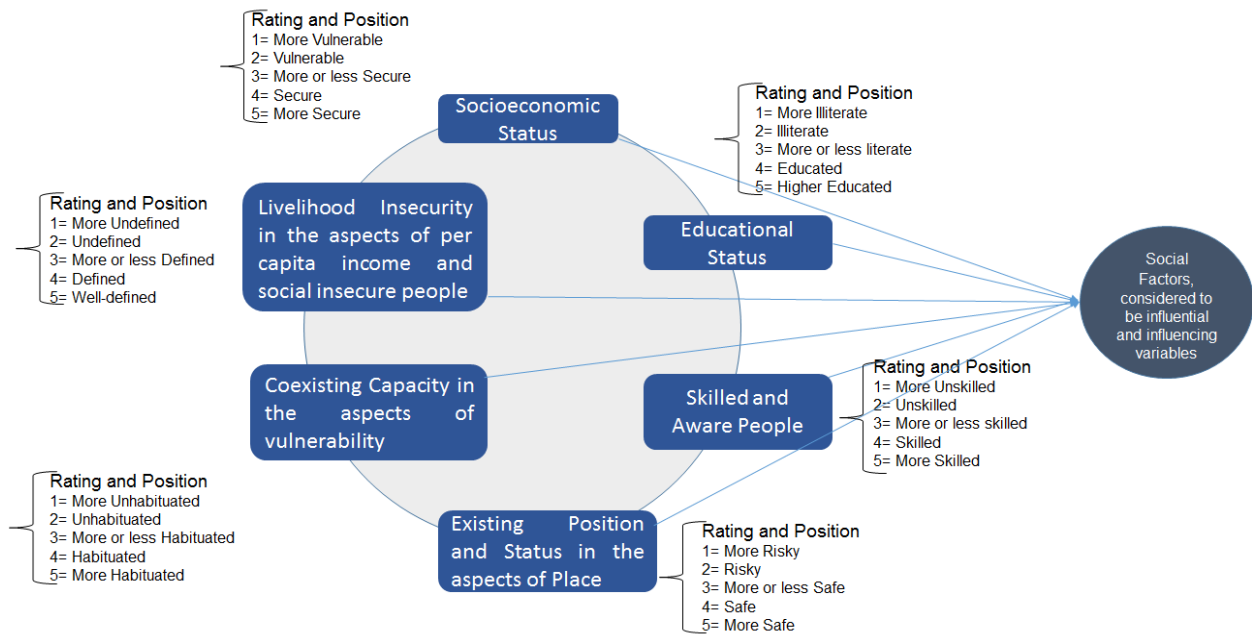 Rating and Position
1= More Vulnerable
2= Vulnerable
3= More or less Secure
4= Secure
5= More Secure
Socioeconomic
Status
Rating and Position
1= More Illiterate
2= Illiterate
3= More or less literate
4= Educated
5= Higher Educated
Rating and Position
1= More Undefined
2= Undefined
3= More or less Defined
4= Defined
5= Well-defined
Livelihood Insecurity
in the aspects of per
capita income and
social insecure people
Educational
Status
Social
Factors,
considered to
be influential
and influencing
variables
Coexisting Capacity in
the aspects of
vulnerability
Skilled and
Aware People
Rating and Position
1= More Unskilled
2= Unskilled
3= More or less skilled
4= Skilled
5= More Skilled
Rating and Position
1= More Unhabituated
2= Unhabituated
3= More or less Habituated
4= Habituated
5= More Habituated
Existing Position
and Status in the
aspects of Place
Rating and Position
1= More Risky
2= Risky
3= More or less Safe
4= Safe
5= More Safe